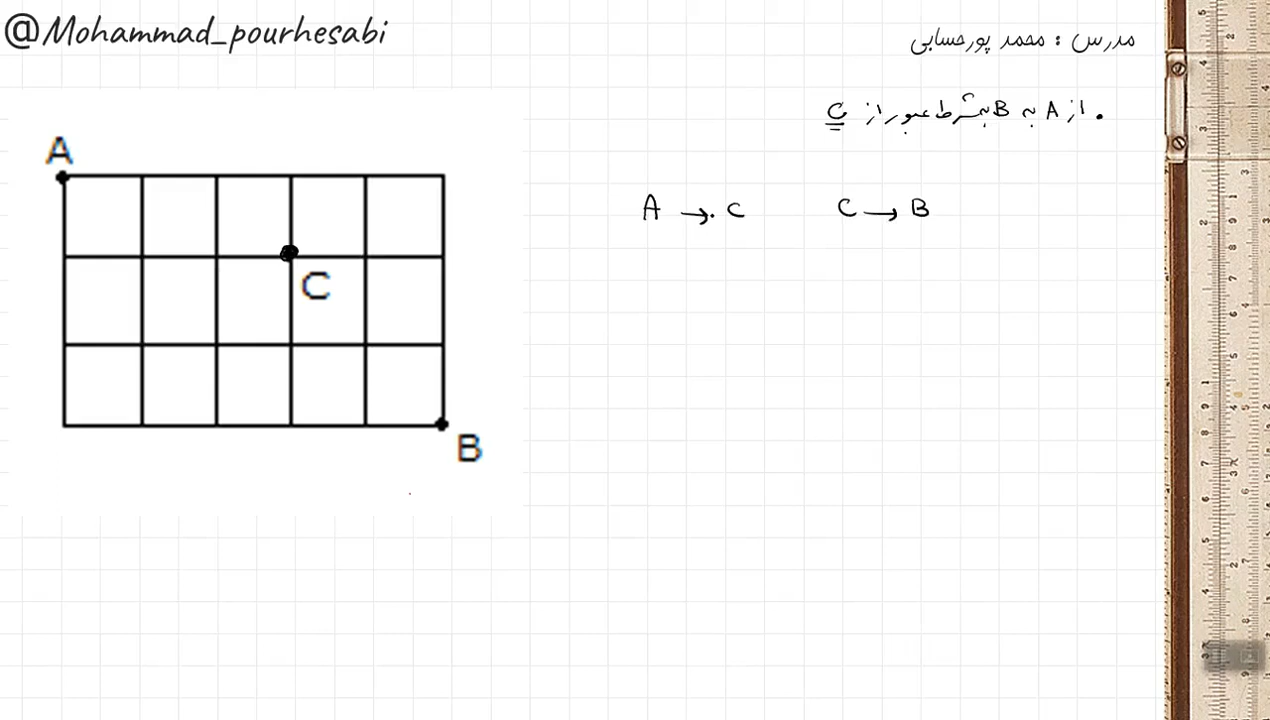 @Mohammad_pourhesabi
مدرس : محمد پورحسابی
. از A به B بشرط عبور از C
A → C C → B
A
C
B